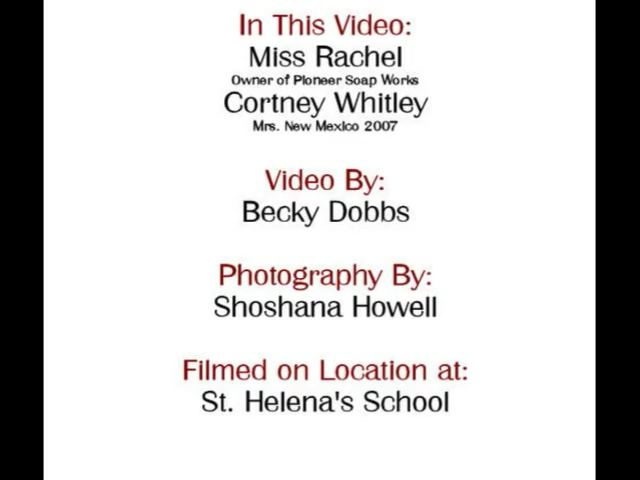 In This Video:
Miss Rachel
Owner of Pioneer Soap Works
Cortney Whitley
Mrs. New Mexico 2007
Video By:
Becky Dobbs
Photography By:
Shoshana Howell
Filmed on Location at:
St. Helena's School